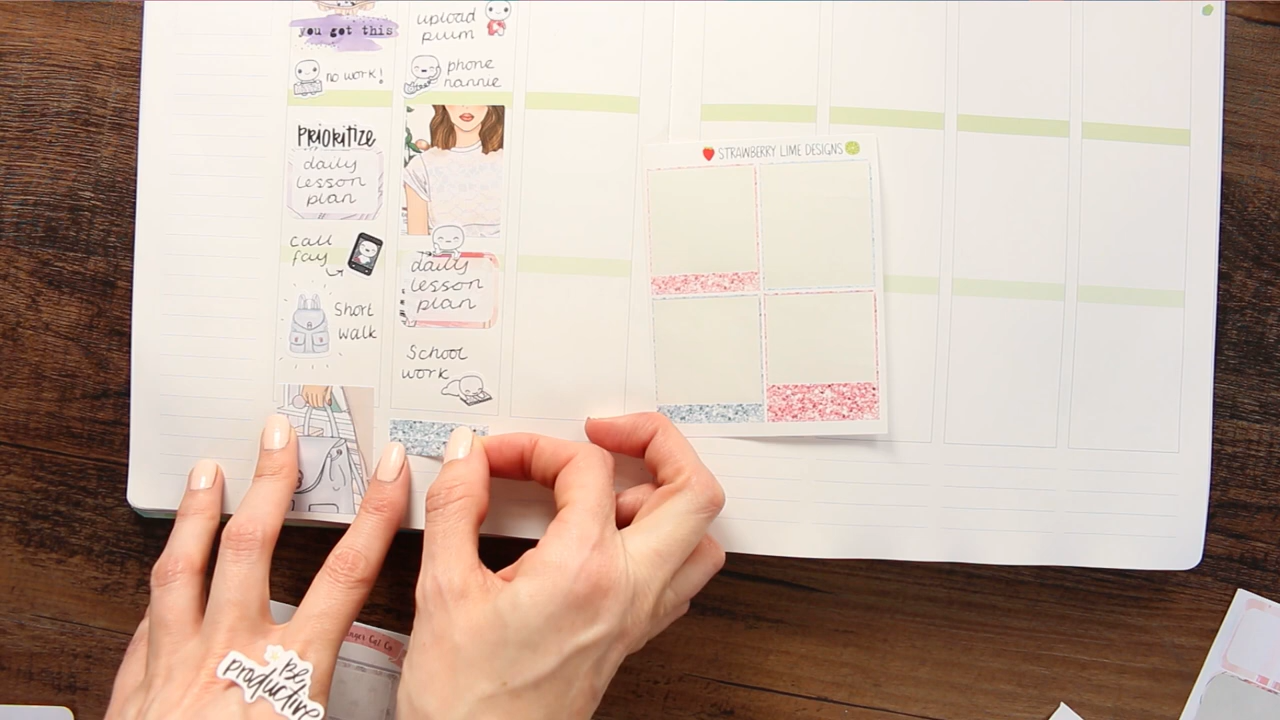 you got this
no work!
PRIORITIZE
daily
lesson
plan
Call
fay
Short
walk
upload
plum
phone
nannie
daily
lesson
plan
School
work
STRAWBERRY LIME DESIGNS
Be
productive